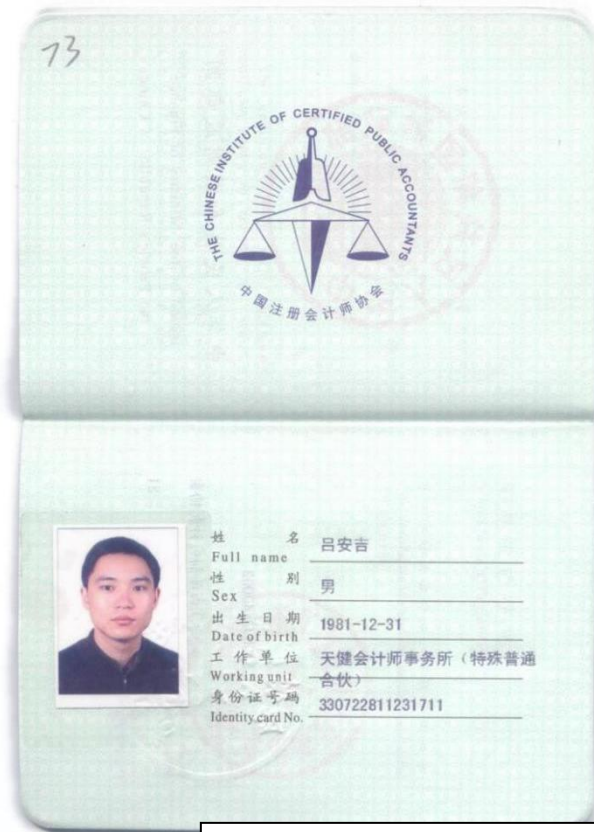 73
THE CHINESE INSTITUTE OF CERTIFIED PUBLIC ACCOUNTANTS
中国注册会计师协会
姓 名 吕安吉
Full name
性 别 男
Sex
出生日期 1981-12-31
Date of birth
工作单位 天健会计师事务所（特殊普通
Working unit 合伙）
身份证号码 330722811231711
Identity card No.